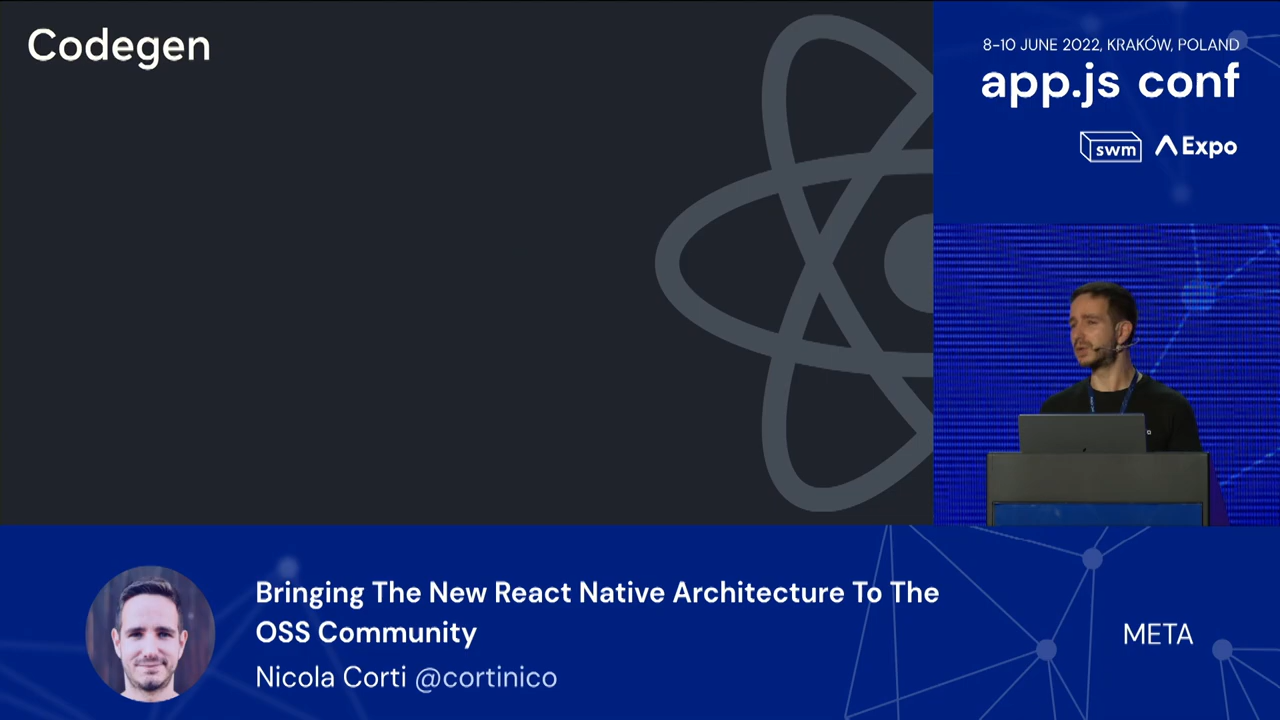 Codegen
8-10 JUNE 2022, KRAKÓW, POLAND
app.js conf
swm Expo
Bringing The New React Native Architecture To The
OSS Community
Nicola Corti @cortinico
META